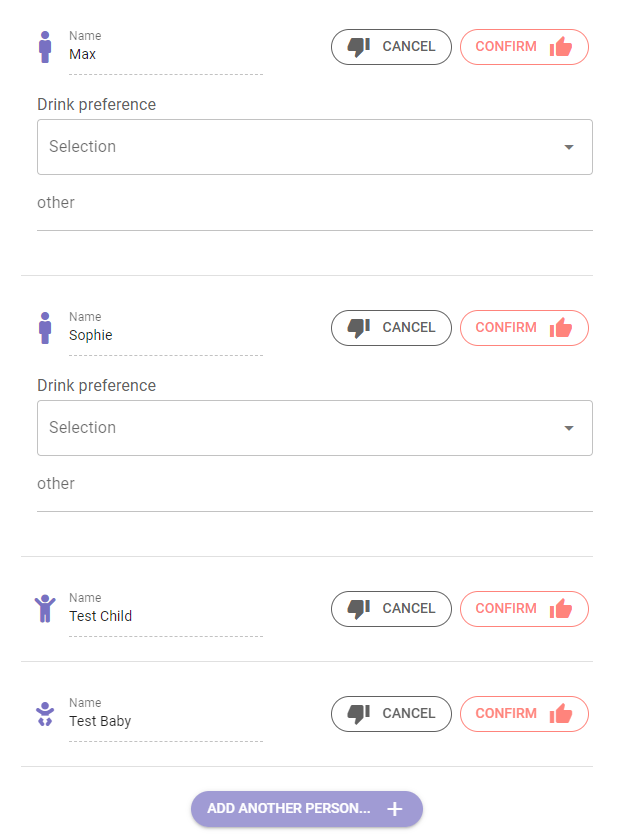 Name
Max
CANCEL
CONFIRM
Drink preference
Selection
other
Name
Sophie
CANCEL
CONFIRM
Drink preference
Selection
other
Name
Test Child
CANCEL
CONFIRM
Name
Test Baby
CANCEL
CONFIRM
ADD ANOTHER PERSON...